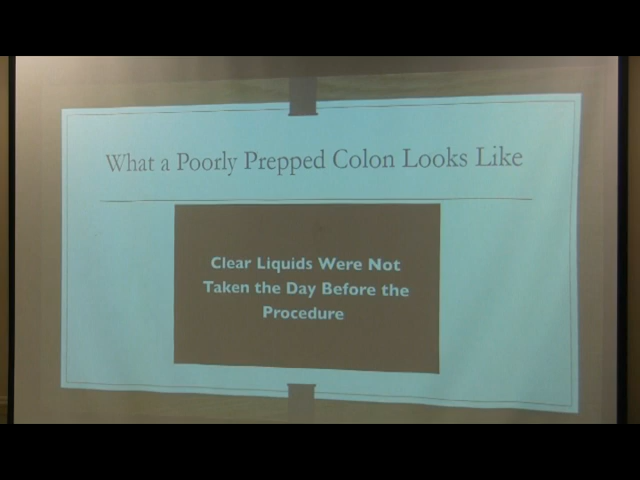 What a Poorly Prepped Colon Looks Like
Clear Liquids Were Not
Taken the Day Before the
Procedure